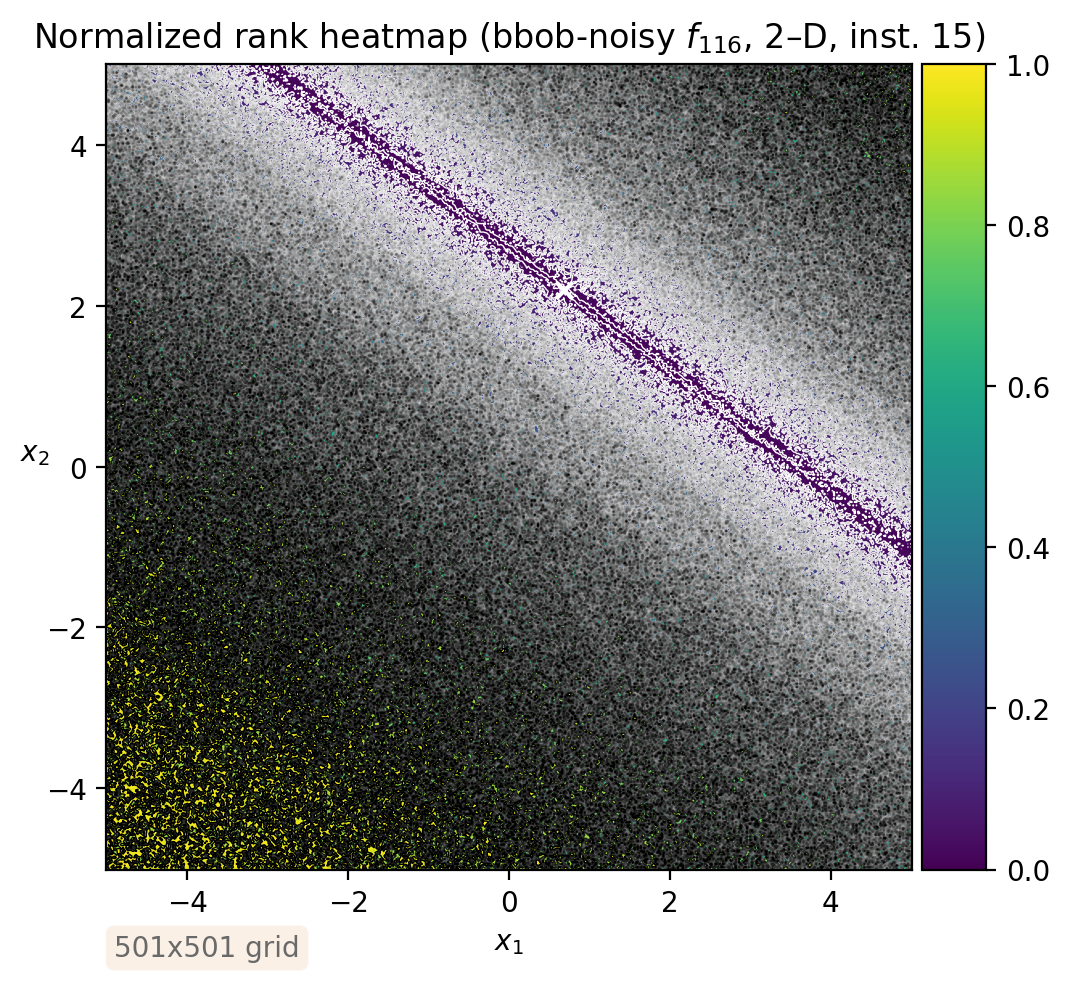 Normalized rank heatmap (bbob-noisy f₁₁₆, 2–D, inst. 15)
1.0
0.8
0.6
0.4
0.2
0.0
4
2
0
−2
−4
x₂
−4 −2 0 2 4
x₁
501x501 grid